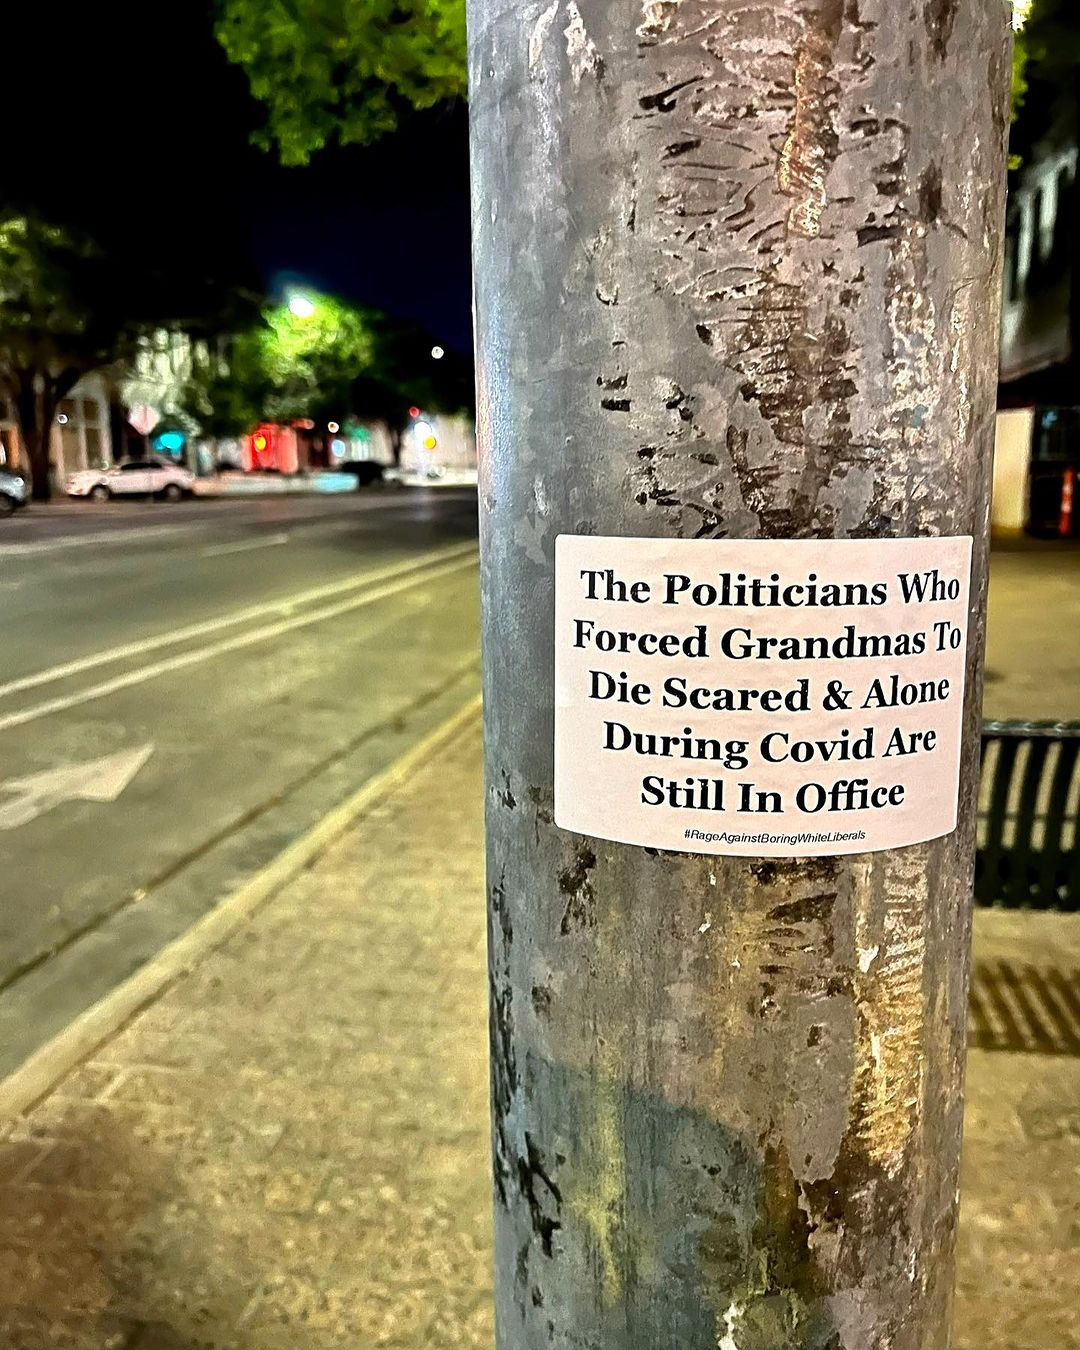 The Politicians Who
Forced Grandmas To
Die Scared & Alone
During Covid Are
Still In Office
#RageAgainstBoringWhiteLiberals